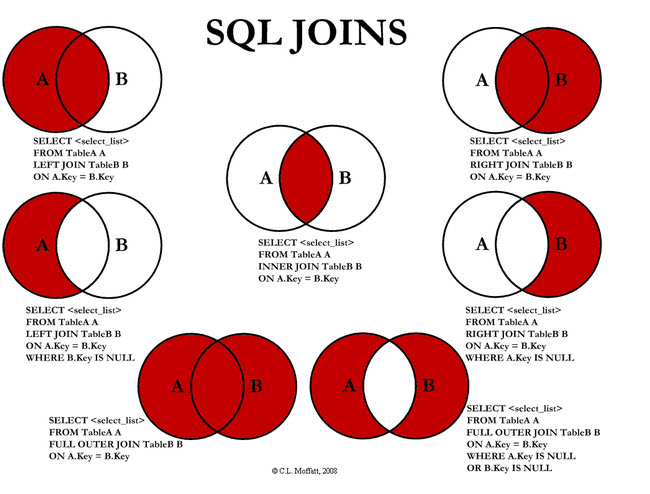 SQL JOINS
A B
SELECT <select_list>
FROM TableA A
LEFT JOIN TableB B
ON A.Key = B.Key
A B
SELECT <select_list>
FROM TableA A
RIGHT JOIN TableB B
ON A.Key = B.Key
A B
SELECT <select_list>
FROM TableA A
INNER JOIN TableB B
ON A.Key = B.Key
A B
SELECT <select_list>
FROM TableA A
LEFT JOIN TableB B
ON A.Key = B.Key
WHERE B.Key IS NULL
A B
SELECT <select_list>
FROM TableA A
RIGHT JOIN TableB B
ON A.Key = B.Key
WHERE A.Key IS NULL
A B
SELECT <select_list>
FROM TableA A
FULL OUTER JOIN TableB B
ON A.Key = B.Key
A B
SELECT <select_list>
FROM TableA A
FULL OUTER JOIN TableB B
ON A.Key = B.Key
WHERE A.Key IS NULL
OR B.Key IS NULL
© C.L. Moffatt, 2008